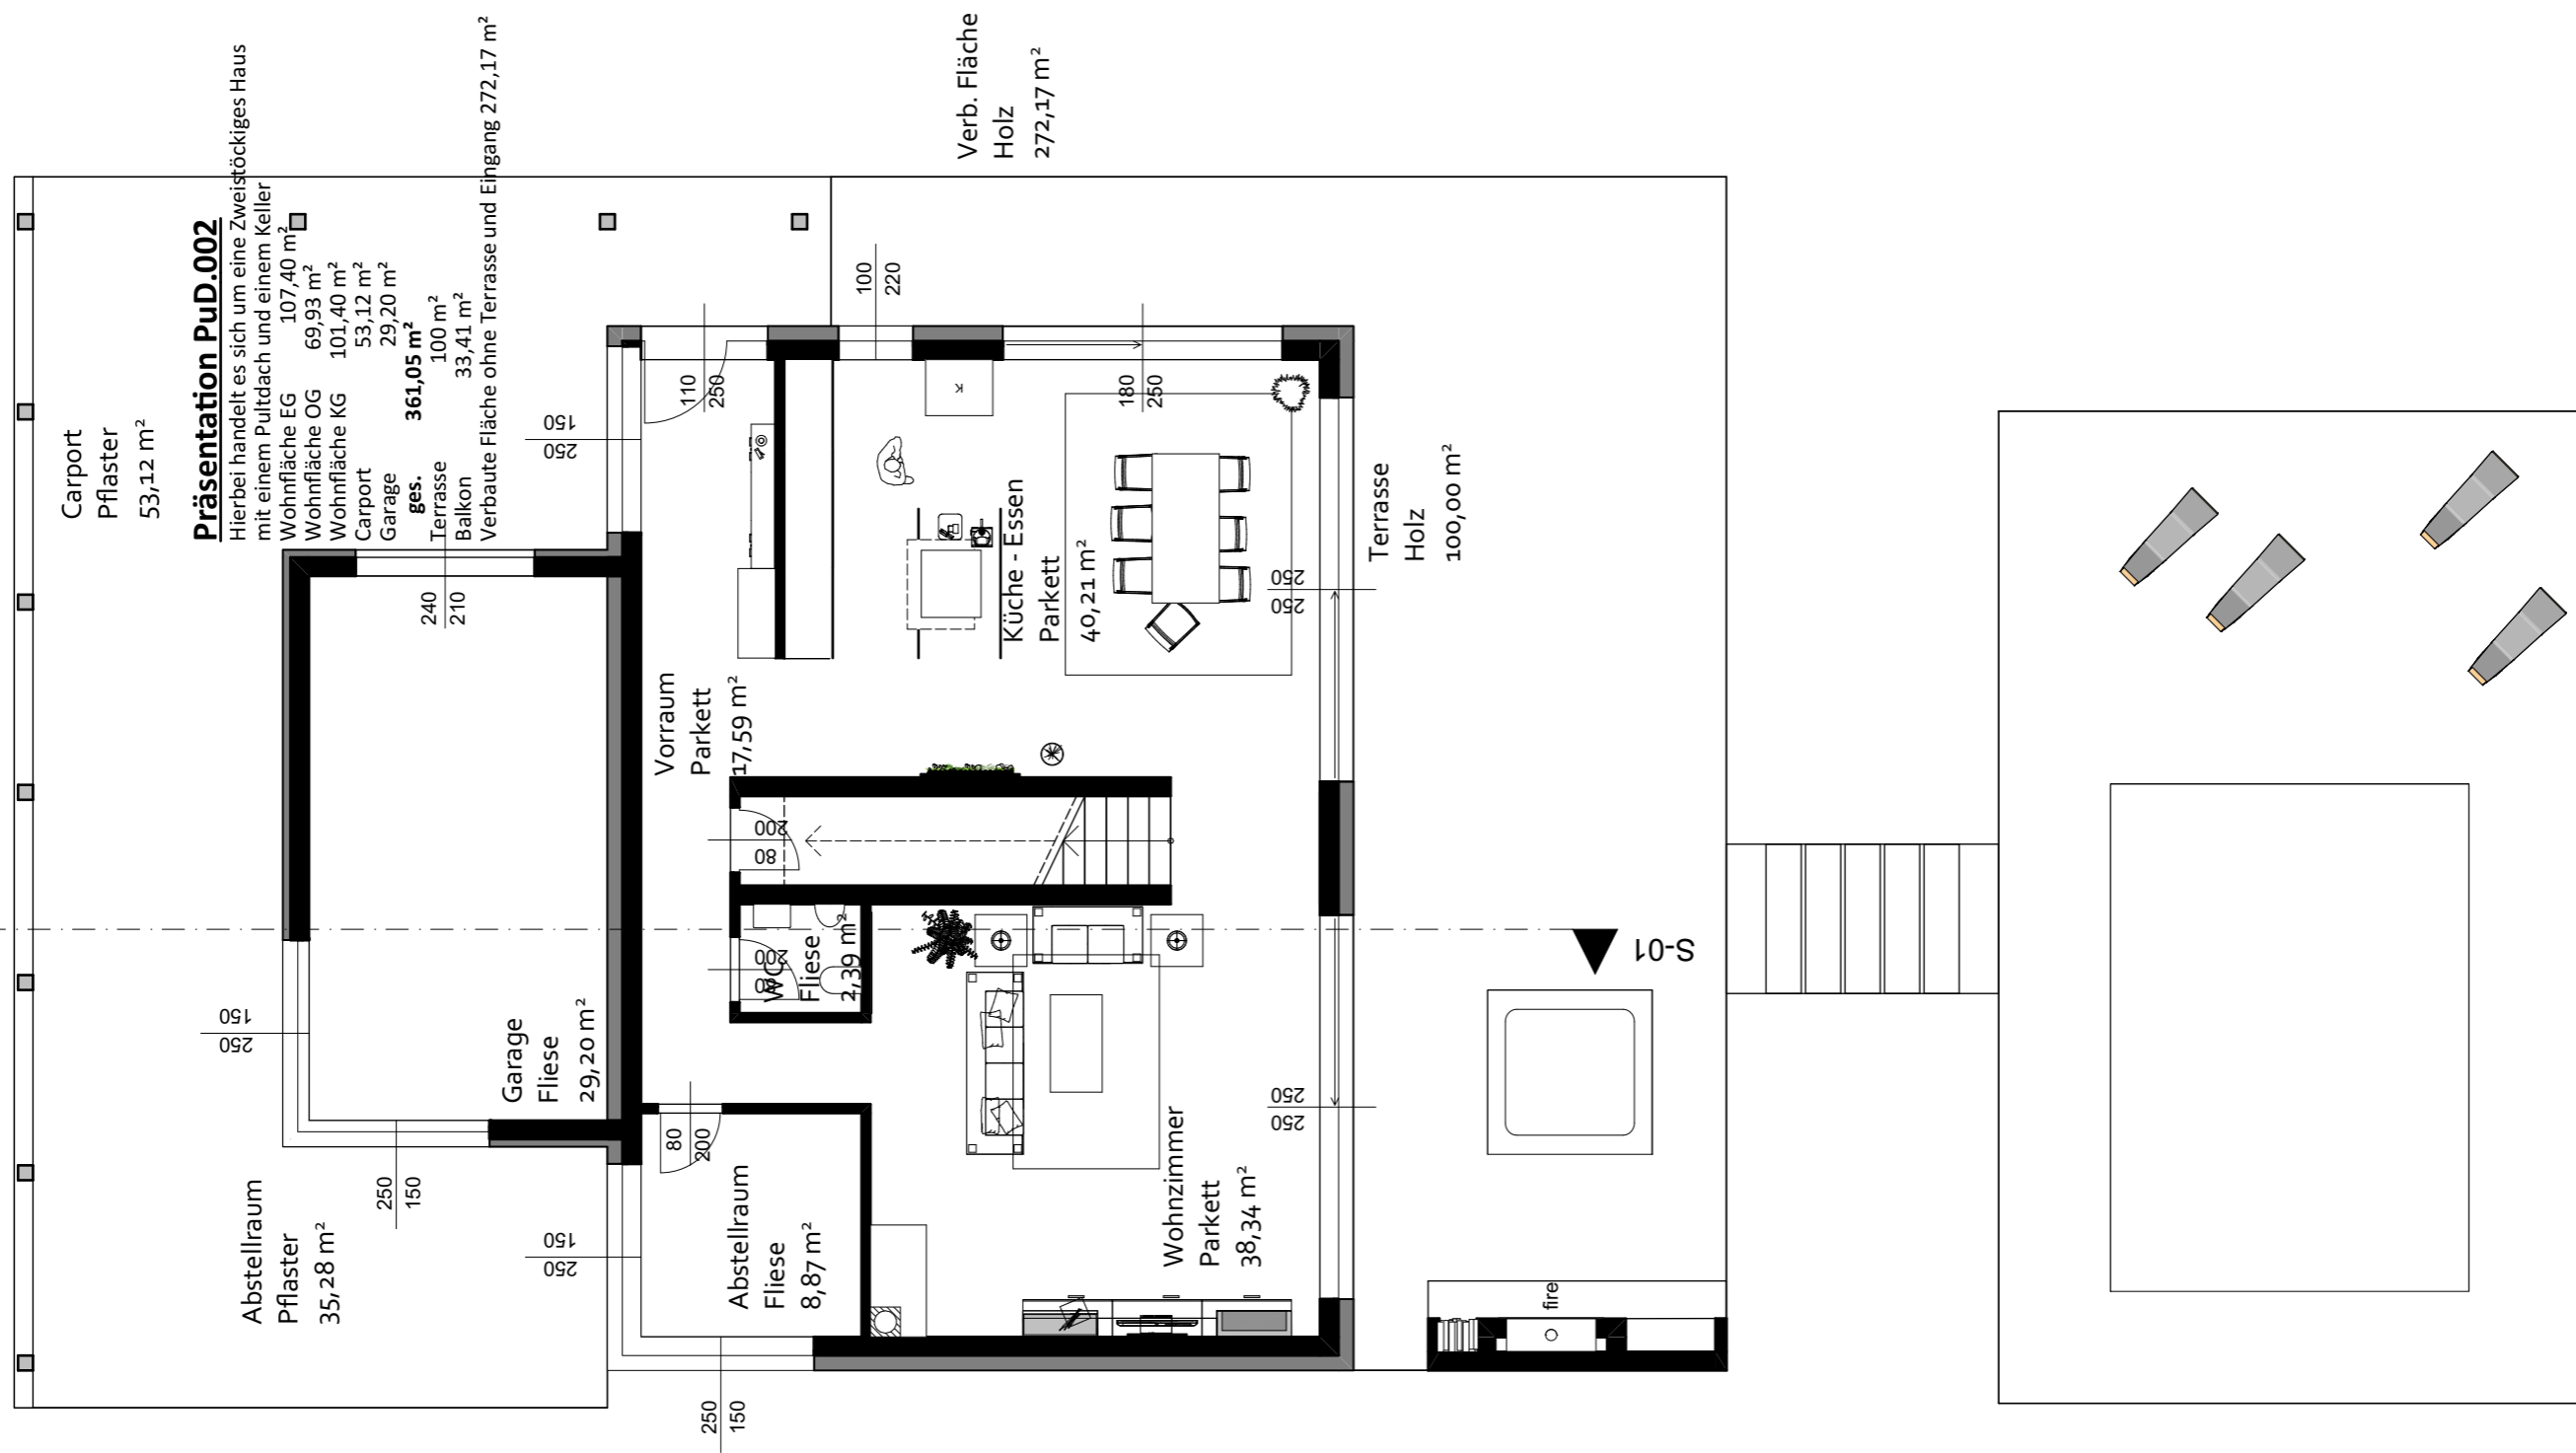 Carport
Pflaster
53,12 m²
Präsentation PuD.002
Hierbei handelt es sich um eine Zweistöckiges Haus
mit einem Pultdach und einem Keller
Wohnfläche EG 107,40 m²
Wohnfläche OG 69,93 m²
Wohnfläche KG 101,40 m²
Carport 53,12 m²
Garage 29,20 m²
ges. 361,05 m²
Terrasse 100 m²
Balkon 33,41 m²
Verbaute Fläche ohne Terrasse und Eingang 272,17 m²
Verb. Fläche
Holz
272,17 m²
Abstellraum
Pflaster
35,28 m²
Garage
Fliese
29,20 m²
Vorraum
Parkett
17,59 m²
Küche - Essen
Parkett
40,21 m²
Terrasse
Holz
100,00 m²
WC
Fliese
2,39 m²
Abstellraum
Fliese
8,87 m²
Wohnzimmer
Parkett
38,34 m²
K
fire
S-01
240
210
150
250
250
150
150
250
110
250
100
220
180
250
250
250
200
80
200
80
80
200
150
250
250
150
250
250